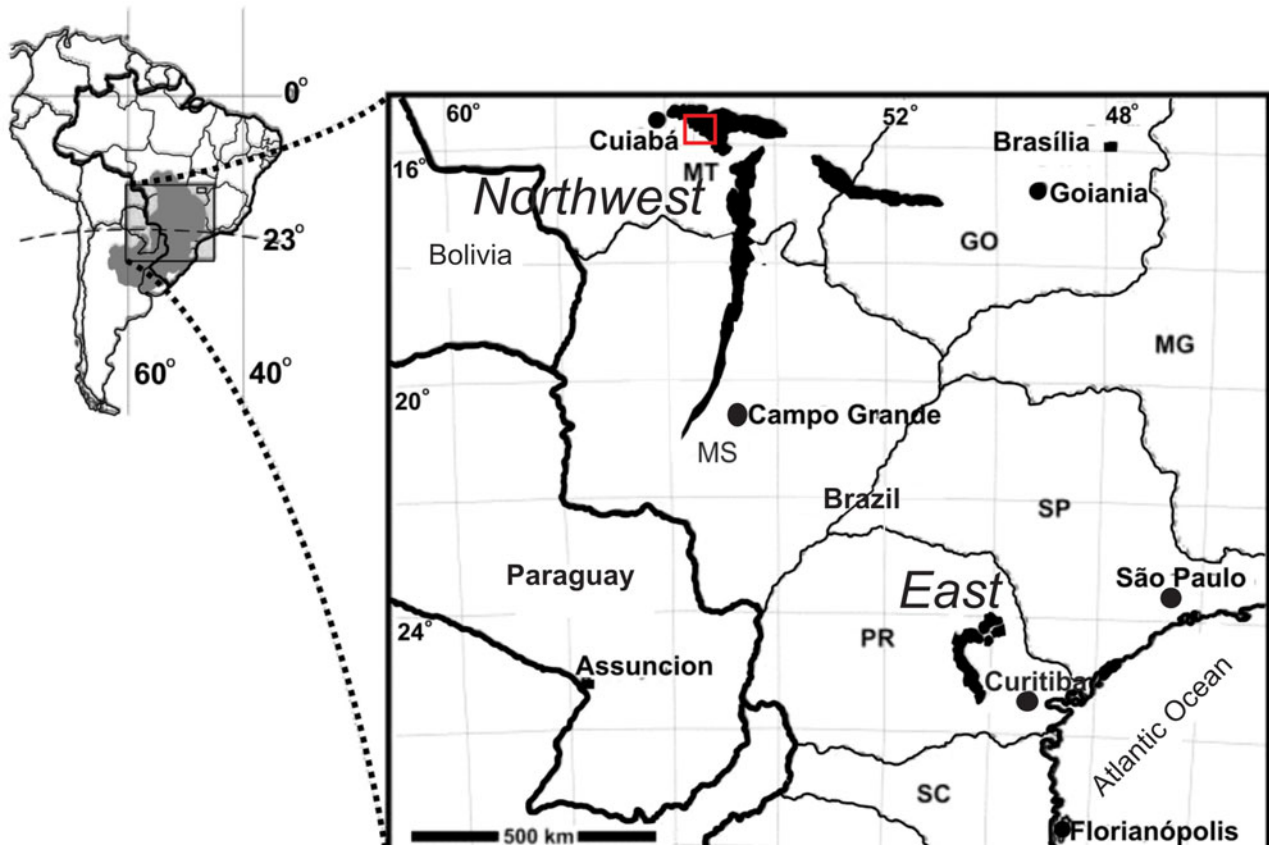 0°
23°
60°
40°
60°
52
48°
Cuiabá
Brasília
16°
MT
Northwest
Goiania
Bolivia
GO
MG
20°
Campo Grande
MS
Brazil
SP
Paraguay
São Paulo
East
24°
PR
Assuncion
Curitiba
Atlantic Ocean
SC
500 km
Florianópolis